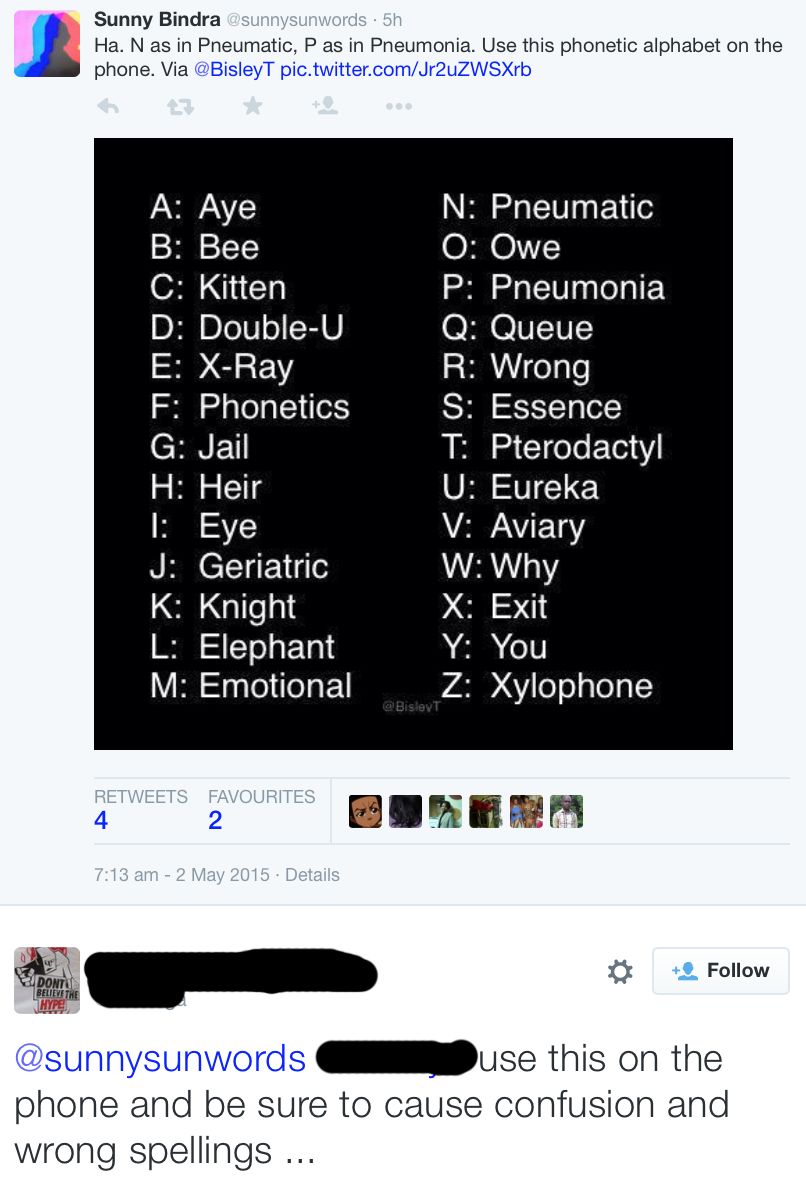 Sunny Bindra @sunnysunwords · 5h
Ha. N as in Pneumatic, P as in Pneumonia. Use this phonetic alphabet on the
phone. Via @BisleyT pic.twitter.com/Jr2uZWSXrb
A: Aye
B: Bee
C: Kitten
D: Double-U
E: X-Ray
F: Phonetics
G: Jail
H: Heir
I: Eye
J: Geriatric
K: Knight
L: Elephant
M: Emotional
N: Pneumatic
O: Owe
P: Pneumonia
Q: Queue
R: Wrong
S: Essence
T: Pterodactyl
U: Eureka
V: Aviary
W: Why
X: Exit
Y: You
Z: Xylophone
@BisleyT
RETWEETS FAVOURITES
4 2
7:13 am - 2 May 2015 · Details
DONT
BELIEVE THE
HYPE!
Follow
@sunnysunwords use this on the
phone and be sure to cause confusion and
wrong spellings ...